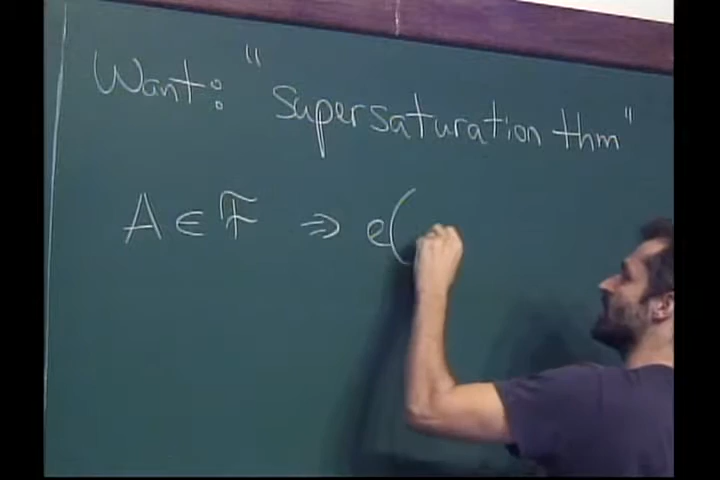 Want: "Supersaturation thm"
A ∈ F ⇒ e(